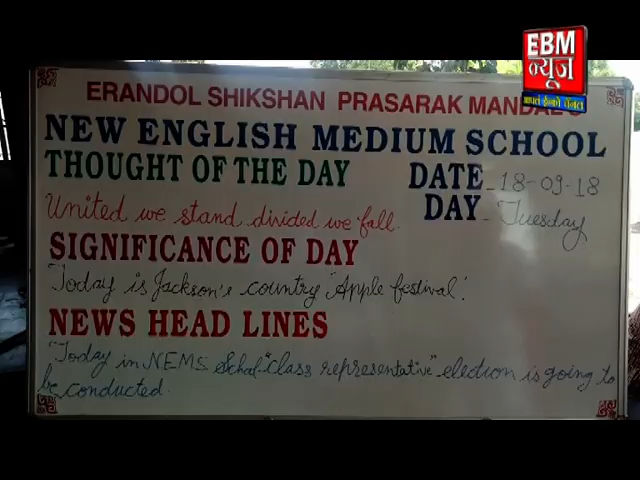 EBM
न्यूज
ERANDOL SHIKSHAN PRASARAK MANDAL'S
NEW ENGLISH MEDIUM SCHOOL
THOUGHT OF THE DAY
DATE - 18-09-18
United we stand divided we fall.
DAY - Tuesday
SIGNIFICANCE OF DAY
"Today is Jackson's country 'Apple festival'.
NEWS HEAD LINES
"Today in NEMS Schol "class representative" election is going to
be conducted.